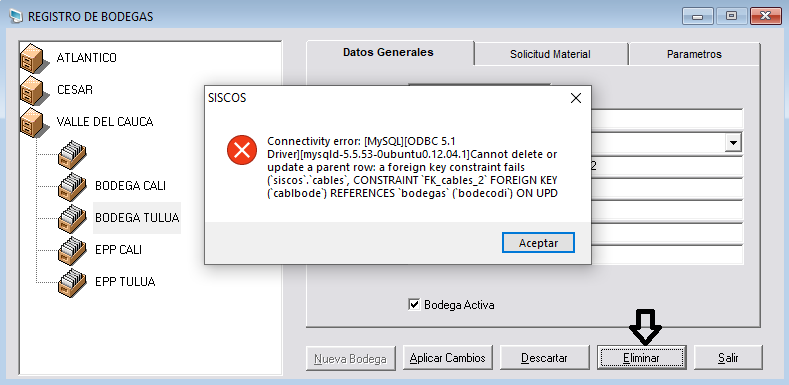 REGISTRO DE BODEGAS
ATLANTICO
CESAR
VALLE DEL CAUCA
BODEGA CALI
BODEGA TULUA
EPP CALI
EPP TULUA
Datos Generales
Solicitud Material
Parametros
SISCOS
Connectivity error: [MySQL][ODBC 5.1
Driver][mysqld-5.5.53-0ubuntu0.12.04.1]Cannot delete or
update a parent row: a foreign key constraint fails
(`siscos`.`cables`, CONSTRAINT `FK_cables_2` FOREIGN KEY
(`cablbode`) REFERENCES `bodegas` (`bodecodi`) ON UPD
Aceptar
2
Bodega Activa
Nueva Bodega
Aplicar Cambios
Descartar
Eliminar
Salir